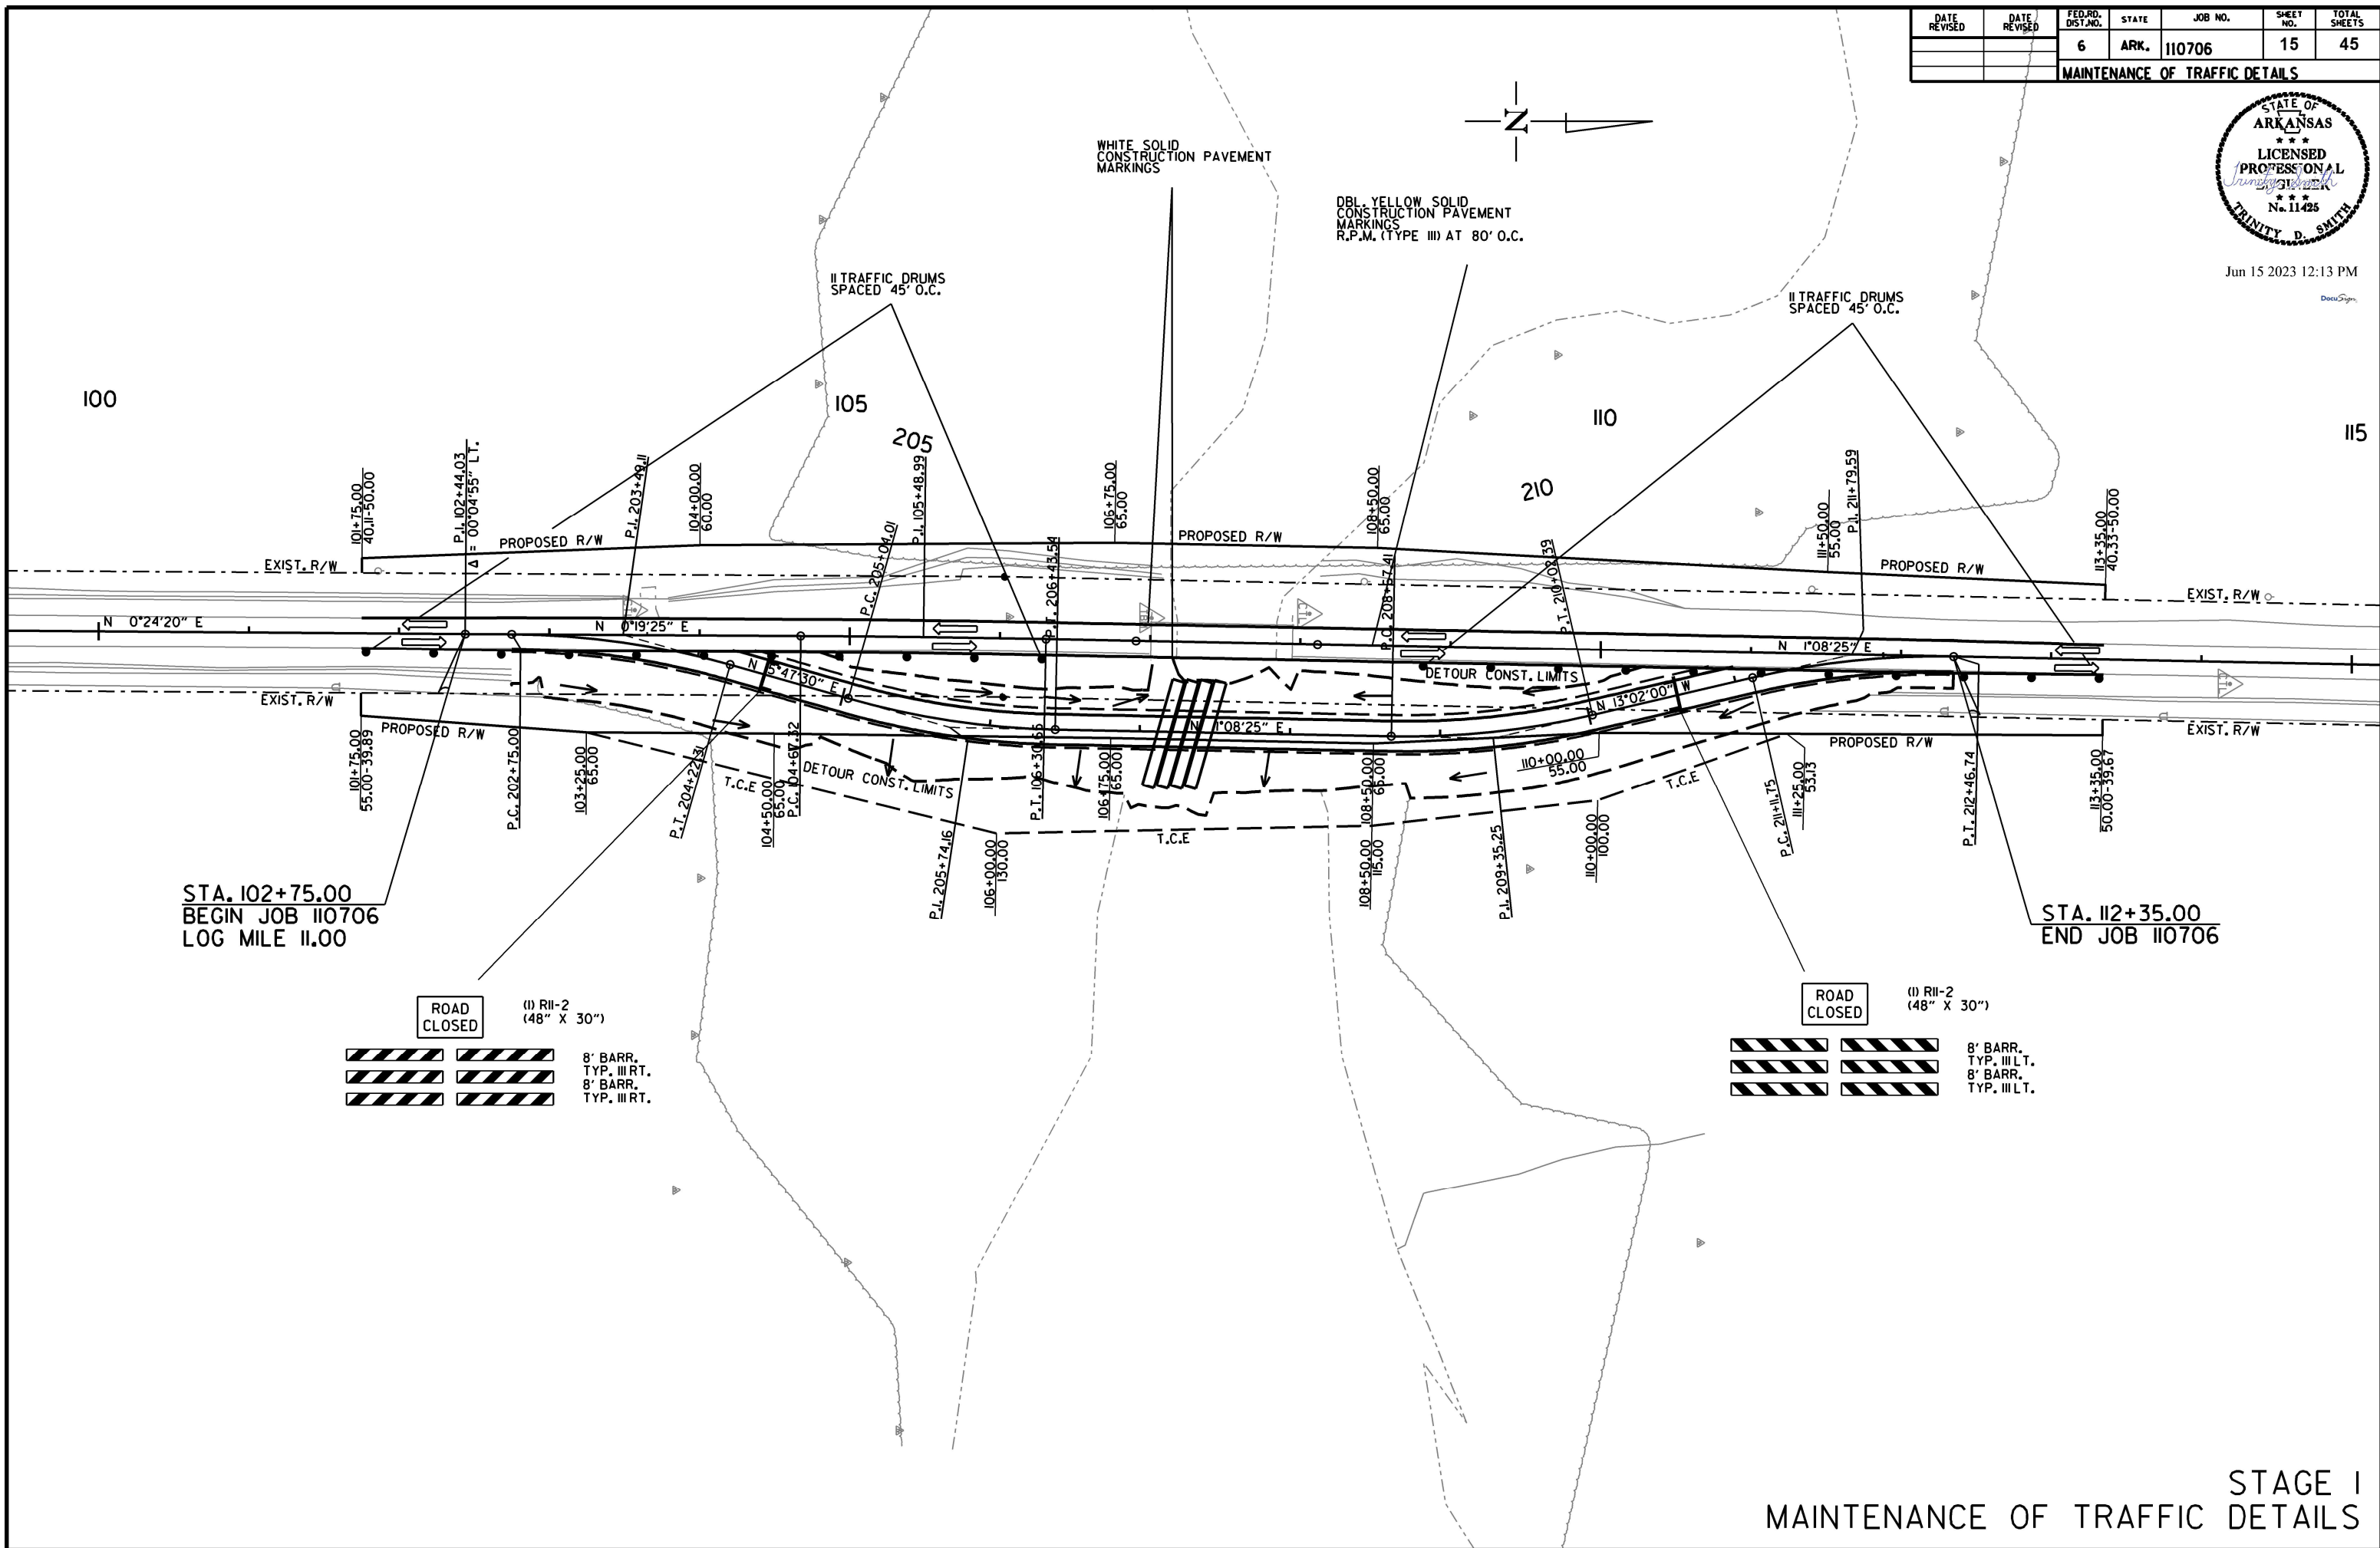 DATE REVISED
DATE REVISED
FED.RD. DIST.NO.
STATE
JOB NO.
SHEET NO.
TOTAL SHEETS
6
ARK.
110706
15
45
MAINTENANCE OF TRAFFIC DETAILS
STATE OF
ARKANSAS
★ ★ ★
LICENSED
PROFESSIONAL
ENGINEER
★ ★ ★
No. 11425
TRINITY D. SMITH
Jun 15 2023 12:13 PM
DocuSign
N
WHITE SOLID
CONSTRUCTION PAVEMENT
MARKINGS
DBL. YELLOW SOLID
CONSTRUCTION PAVEMENT
MARKINGS
R.P.M. (TYPE III) AT 80' O.C.
11 TRAFFIC DRUMS
SPACED 45' O.C.
11 TRAFFIC DRUMS
SPACED 45' O.C.
100
105
205
110
210
115
101+75.00
40.11-50.00
P.I. 102+44.03
Δ = 00°04'55" LT.
P.I. 203+49.11
104+00.00
60.00
P.C. 205+04.01
P.I. 105+48.99
P.T. 206+43.54
106+75.00
65.00
108+50.00
65.00
P.C. 208+67.41
P.T. 210+02.39
111+50.00
55.00
P.I. 211+79.59
113+35.00
40.33-50.00
EXIST. R/W
PROPOSED R/W
PROPOSED R/W
PROPOSED R/W
EXIST. R/W
N 0°24'20" E
N 0°19'25" E
N 1°08'25" E
N 5°47'30" E
DETOUR CONST. LIMITS
N 13°02'00" W
N 1°08'25" E
EXIST. R/W
PROPOSED R/W
PROPOSED R/W
EXIST. R/W
DETOUR CONST. LIMITS
T.C.E
T.C.E
T.C.E
110+00.00
55.00
101+75.00
55.00-39.89
P.C. 202+75.00
103+25.00
65.00
P.T. 204+22.31
104+50.00
65.00
P.C. 104+67.32
P.I. 205+74.16
106+00.00
130.00
P.T. 106+30.65
106+75.00
65.00
108+50.00
65.00
108+50.00
115.00
P.I. 209+35.25
110+00.00
100.00
P.C. 211+11.75
111+25.00
53.13
P.T. 212+46.74
113+35.00
50.00-39.67
STA. 102+75.00
BEGIN JOB 110706
LOG MILE 11.00
STA. 112+35.00
END JOB 110706
ROAD
CLOSED
(1) R11-2
(48" X 30")
8' BARR.
TYP. III RT.
8' BARR.
TYP. III RT.
ROAD
CLOSED
(1) R11-2
(48" X 30")
8' BARR.
TYP. III LT.
8' BARR.
TYP. III LT.
STAGE 1
MAINTENANCE OF TRAFFIC DETAILS